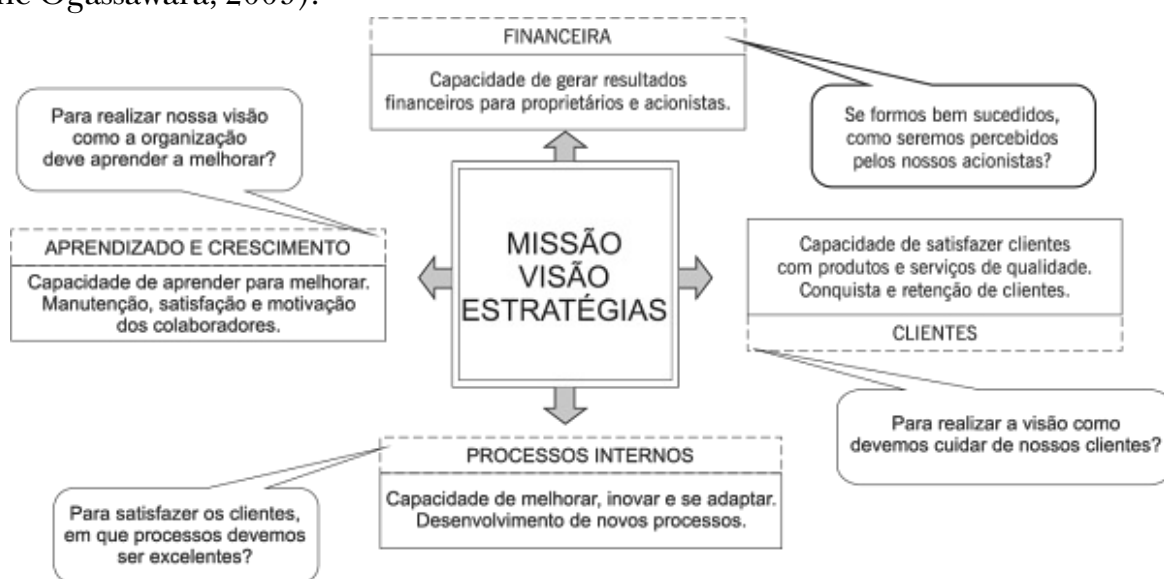 Ogassawara, 2009).
FINANCEIRA
Capacidade de gerar resultados
financeiros para proprietários e acionistas.
Se formos bem sucedidos,
como seremos percebidos
pelos nossos acionistas?
Para realizar nossa visão
como a organização
deve aprender a melhorar?
APRENDIZADO E CRESCIMENTO
Capacidade de aprender para melhorar.
Manutenção, satisfação e motivação
dos colaboradores.
MISSÃO
VISÃO
ESTRATÉGIAS
Capacidade de satisfazer clientes
com produtos e serviços de qualidade.
Conquista e retenção de clientes.
CLIENTES
Para realizar a visão como
devemos cuidar de nossos clientes?
PROCESSOS INTERNOS
Capacidade de melhorar, inovar e se adaptar.
Desenvolvimento de novos processos.
Para satisfazer os clientes,
em que processos devemos
ser excelentes?